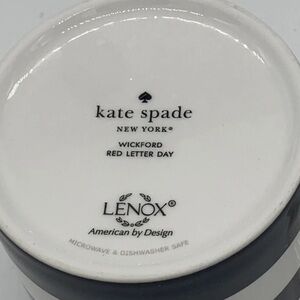 kate spade
NEW YORK®
WICKFORD
RED LETTER DAY
LENOX®
American by Design
MICROWAVE & DISHWASHER SAFE